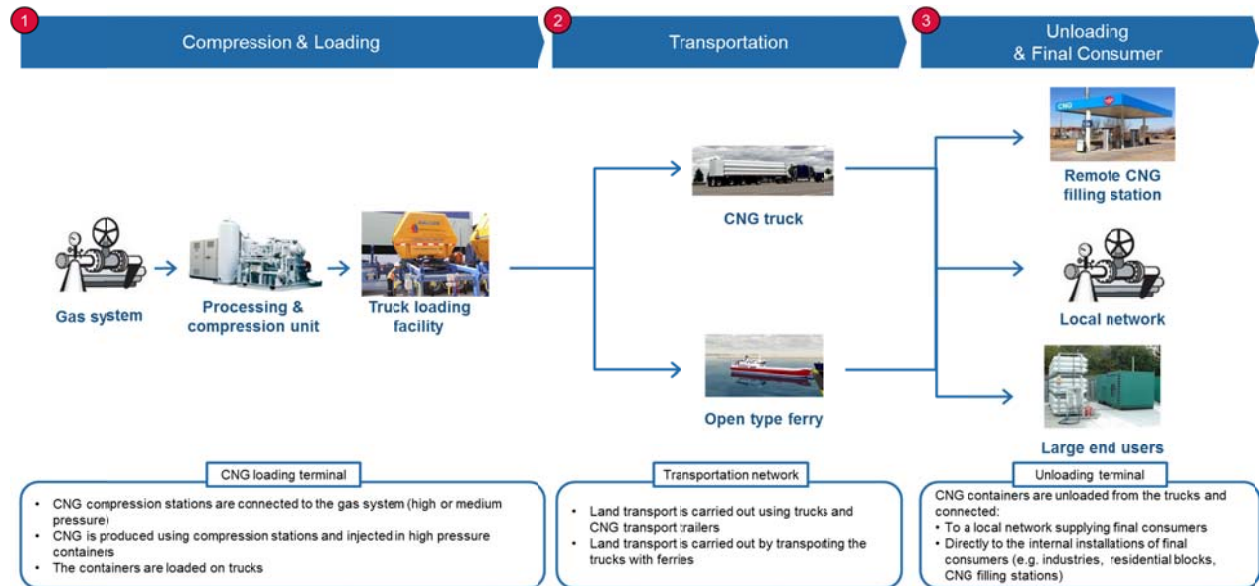 1
Compression & Loading
2
Transportation
3
Unloading
& Final Consumer
CNG
Remote CNG
filling station
CNG truck
Gas system
Processing &
compression unit
Truck loading
facility
Local network
Open type ferry
Large end users
CNG loading terminal
• CNG compression stations are connected to the gas system (high or medium
pressure)
• CNG is produced using compression stations and injected in high pressure
containers
• The containers are loaded on trucks
Transportation network
• Land transport is carried out using trucks and
CNG transport trailers
• Land transport is carried out by transpoting the
trucks with ferries
Unloading terminal
CNG containers are unloaded from the trucks and
connected:
• To a local network supplying final consumers
• Directly to the internal installations of final
consumers (e.g. industries, residential blocks,
CNG filling stations)